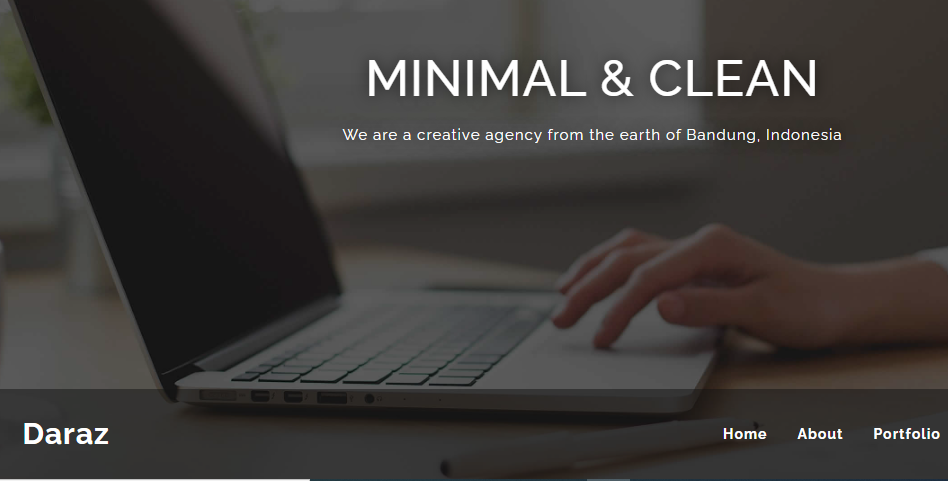 MINIMAL & CLEAN
We are a creative agency from the earth of Bandung, Indonesia
Daraz
Home About Portfolio